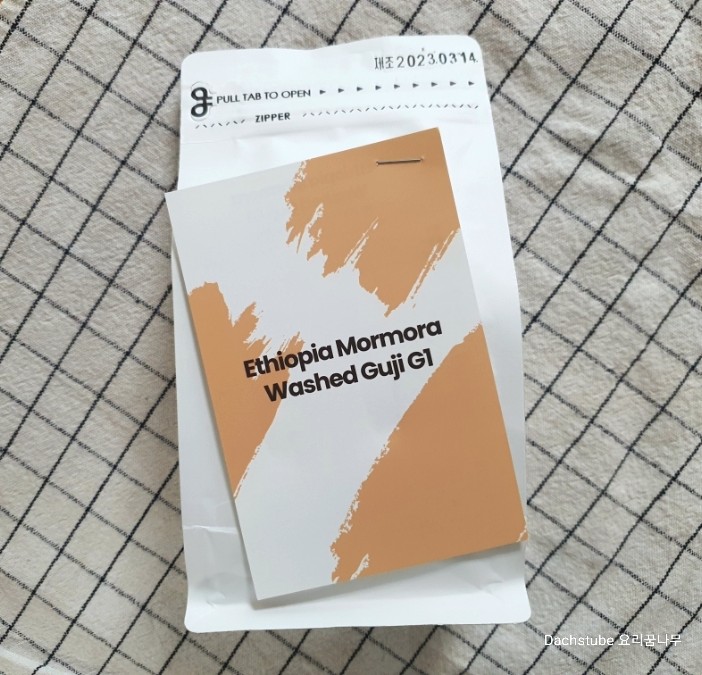 제조2023.03.14.
PULL TAB TO OPEN
ZIPPER
Ethiopia Mormora
Washed Guji G1
Dachstube 요리꿈나무